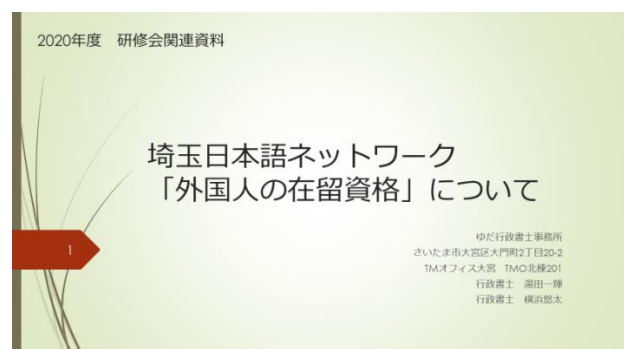 2020年度　研修会関連資料
埼玉日本語ネットワーク
「外国人の在留資格」について
ゆだ行政書士事務所
さいたま市大宮区大門町2丁目20-2
TMオフィス大宮　TMO北棟201
行政書士　湯田一輝
行政書士　横浜悠太
1